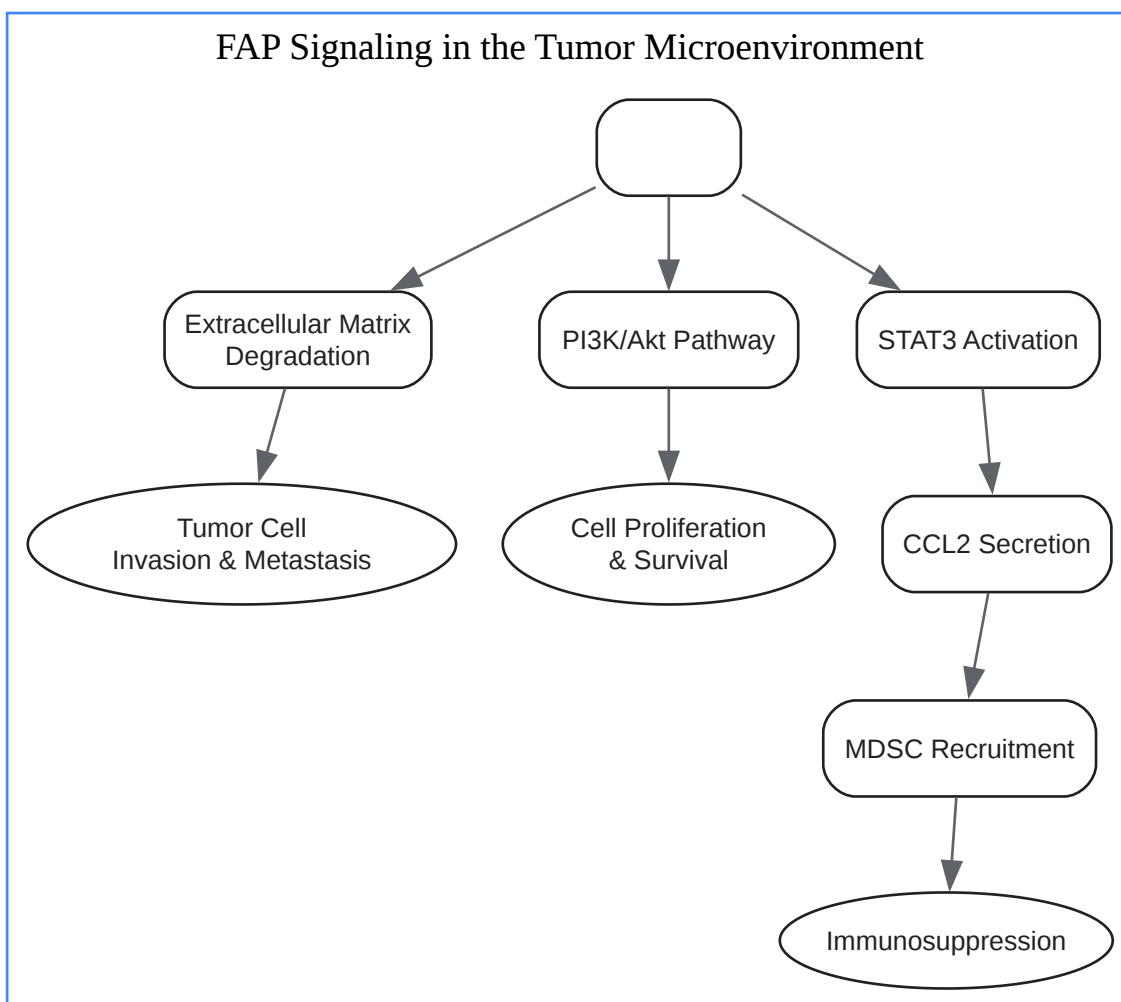 FAP Signaling in the Tumor Microenvironment
Extracellular Matrix
Degradation
PI3K/Akt Pathway
STAT3 Activation
Tumor Cell
Invasion & Metastasis
Cell Proliferation
& Survival
CCL2 Secretion
MDSC Recruitment
Immunosuppression